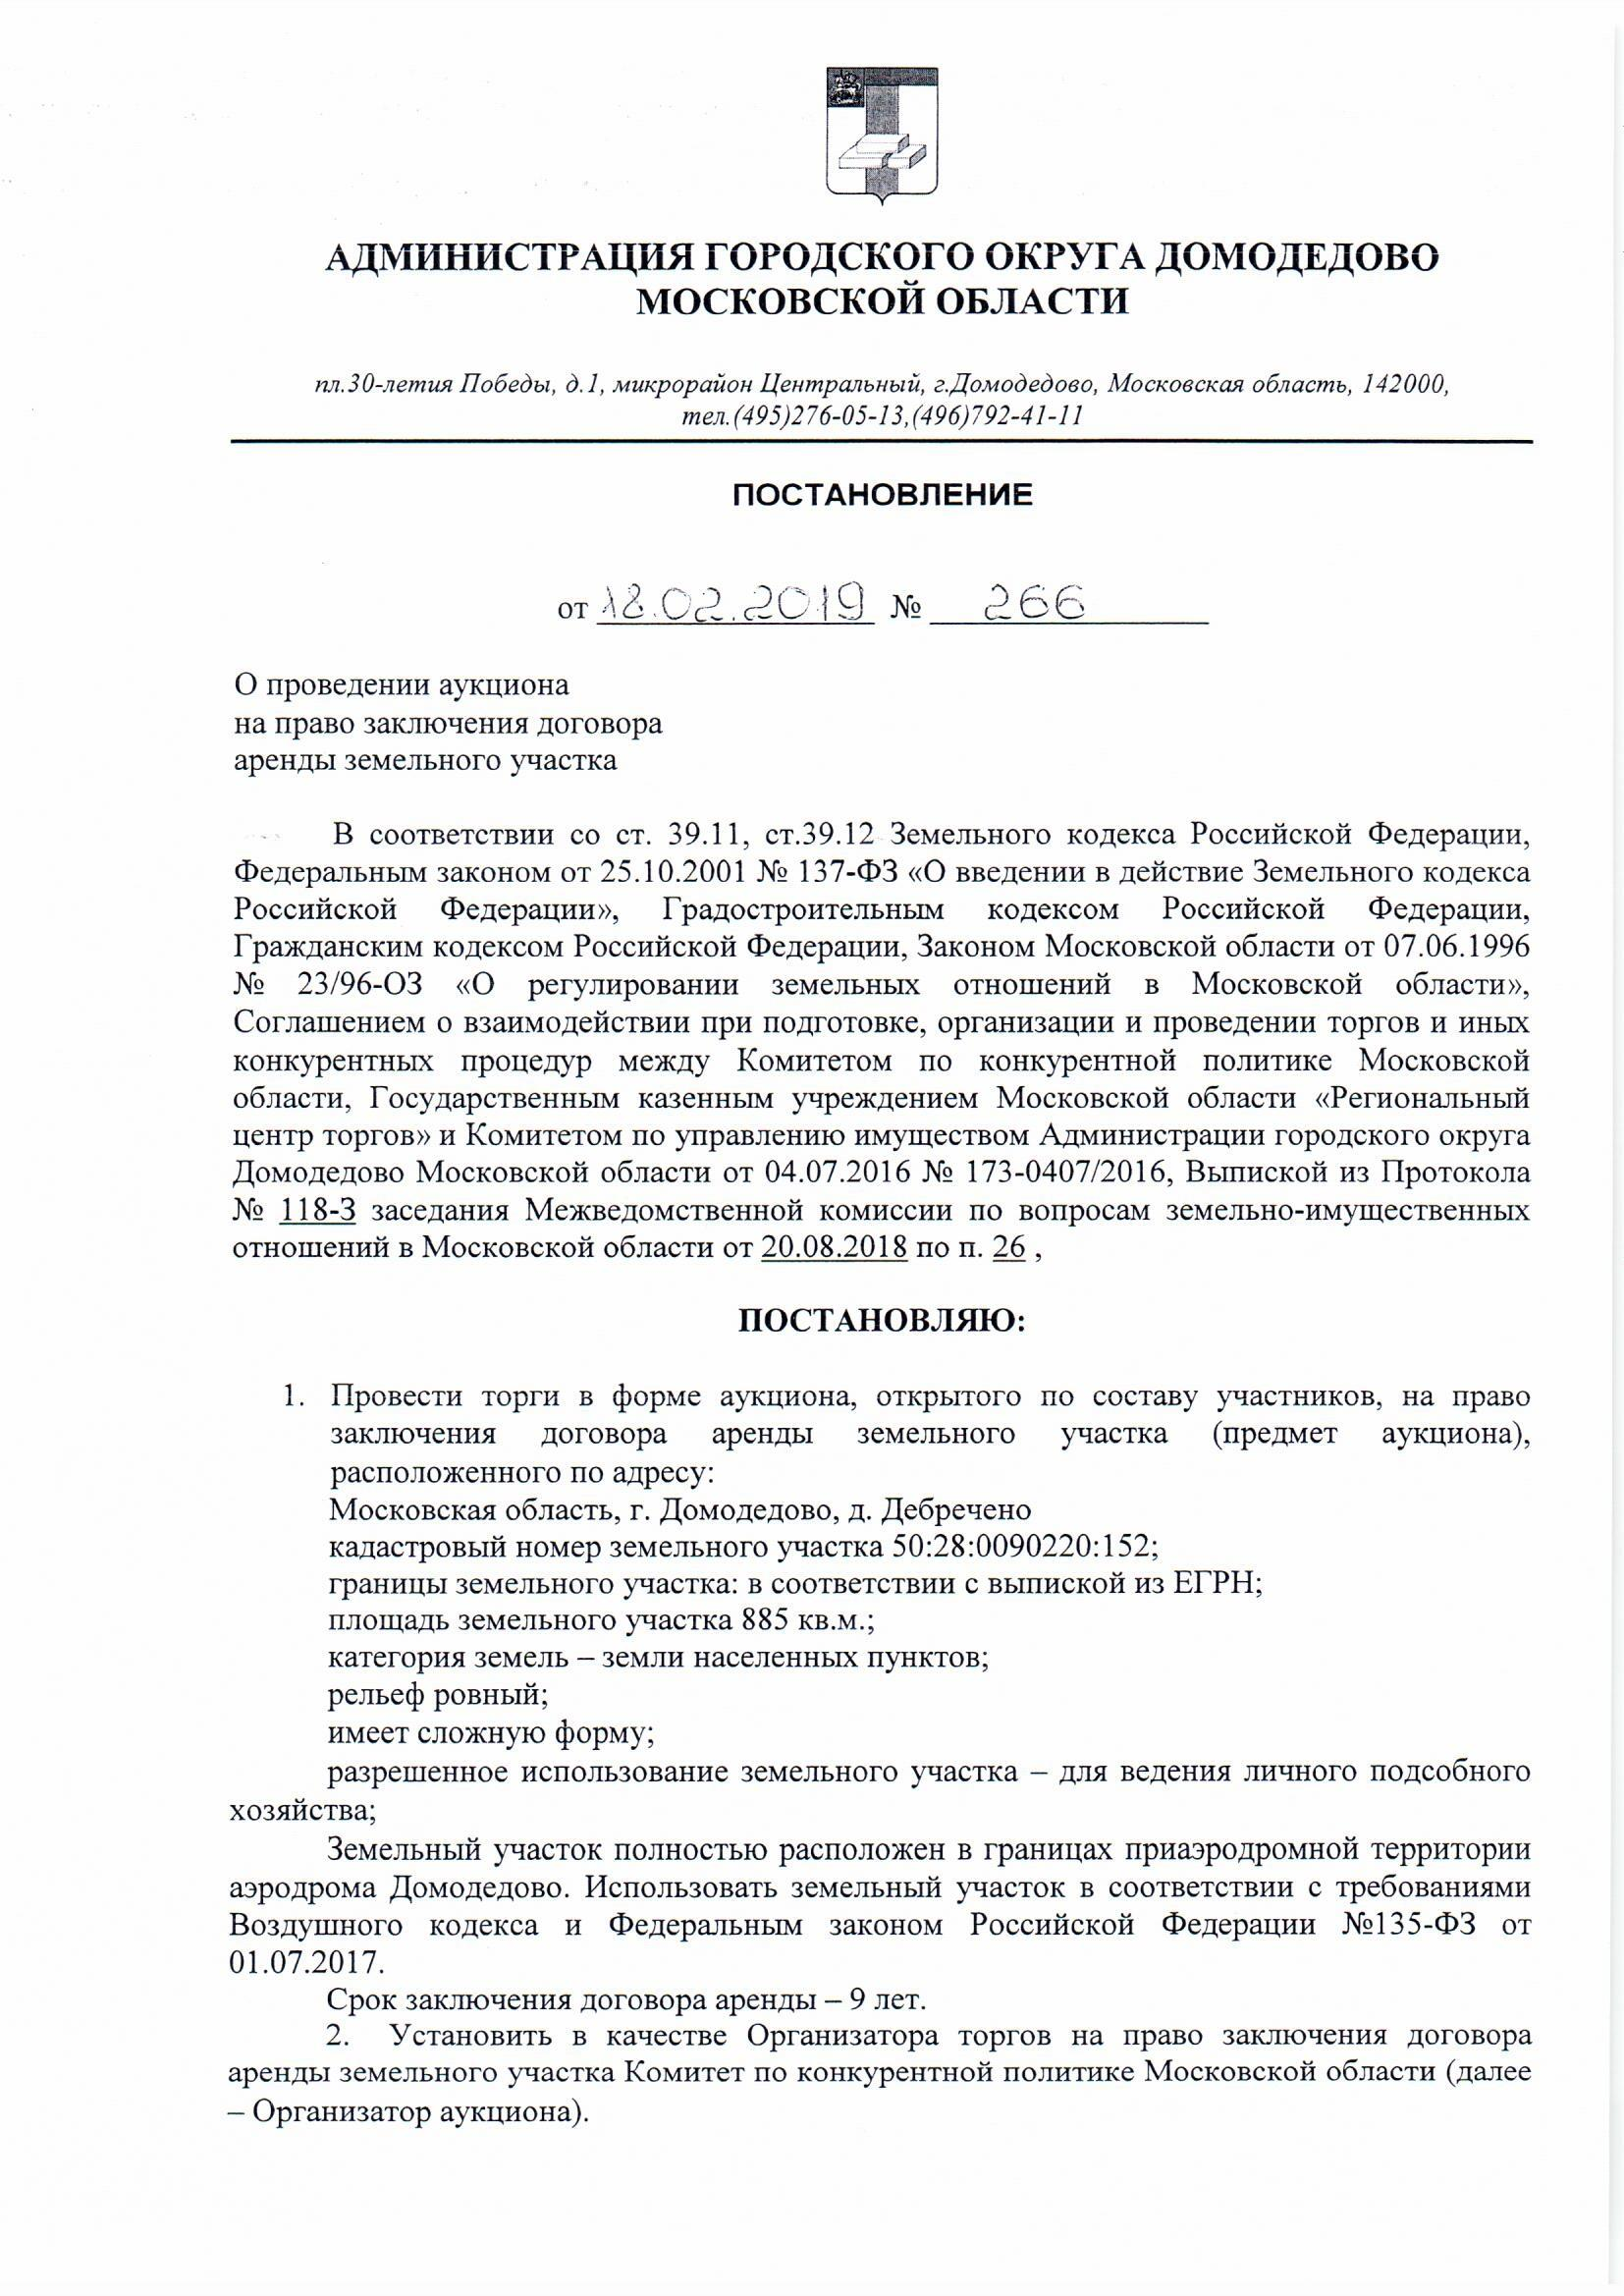 АДМИНИСТРАЦИЯ ГОРОДСКОГО ОКРУГА ДОМОДЕДОВО
МОСКОВСКОЙ ОБЛАСТИ
пл.30-летия Победы, д.1, микрорайон Центральный, г.Домодедово, Московская область, 142000,
тел.(495)276-05-13,(496)792-41-11
ПОСТАНОВЛЕНИЕ
от 18.02.2019 № 266
О проведении аукциона
на право заключения договора
аренды земельного участка
В соответствии со ст. 39.11, ст.39.12 Земельного кодекса Российской Федерации,
Федеральным законом от 25.10.2001 № 137-ФЗ «О введении в действие Земельного кодекса
Российской Федерации», Градостроительным кодексом Российской Федерации,
Гражданским кодексом Российской Федерации, Законом Московской области от 07.06.1996
№ 23/96-ОЗ «О регулировании земельных отношений в Московской области»,
Соглашением о взаимодействии при подготовке, организации и проведении торгов и иных
конкурентных процедур между Комитетом по конкурентной политике Московской
области, Государственным казенным учреждением Московской области «Региональный
центр торгов» и Комитетом по управлению имуществом Администрации городского округа
Домодедово Московской области от 04.07.2016 № 173-0407/2016, Выпиской из Протокола
№ 118-З заседания Межведомственной комиссии по вопросам земельно-имущественных
отношений в Московской области от 20.08.2018 по п. 26 ,
ПОСТАНОВЛЯЮ:
1. Провести торги в форме аукциона, открытого по составу участников, на право
заключения договора аренды земельного участка (предмет аукциона),
расположенного по адресу:
Московская область, г. Домодедово, д. Дебречено
кадастровый номер земельного участка 50:28:0090220:152;
границы земельного участка: в соответствии с выпиской из ЕГРН;
площадь земельного участка 885 кв.м.;
категория земель – земли населенных пунктов;
рельеф ровный;
имеет сложную форму;
разрешенное использование земельного участка – для ведения личного подсобного
хозяйства;
Земельный участок полностью расположен в границах приаэродромной территории
аэродрома Домодедово. Использовать земельный участок в соответствии с требованиями
Воздушного кодекса и Федеральным законом Российской Федерации №135-ФЗ от
01.07.2017.
Срок заключения договора аренды – 9 лет.
2. Установить в качестве Организатора торгов на право заключения договора
аренды земельного участка Комитет по конкурентной политике Московской области (далее
– Организатор аукциона).